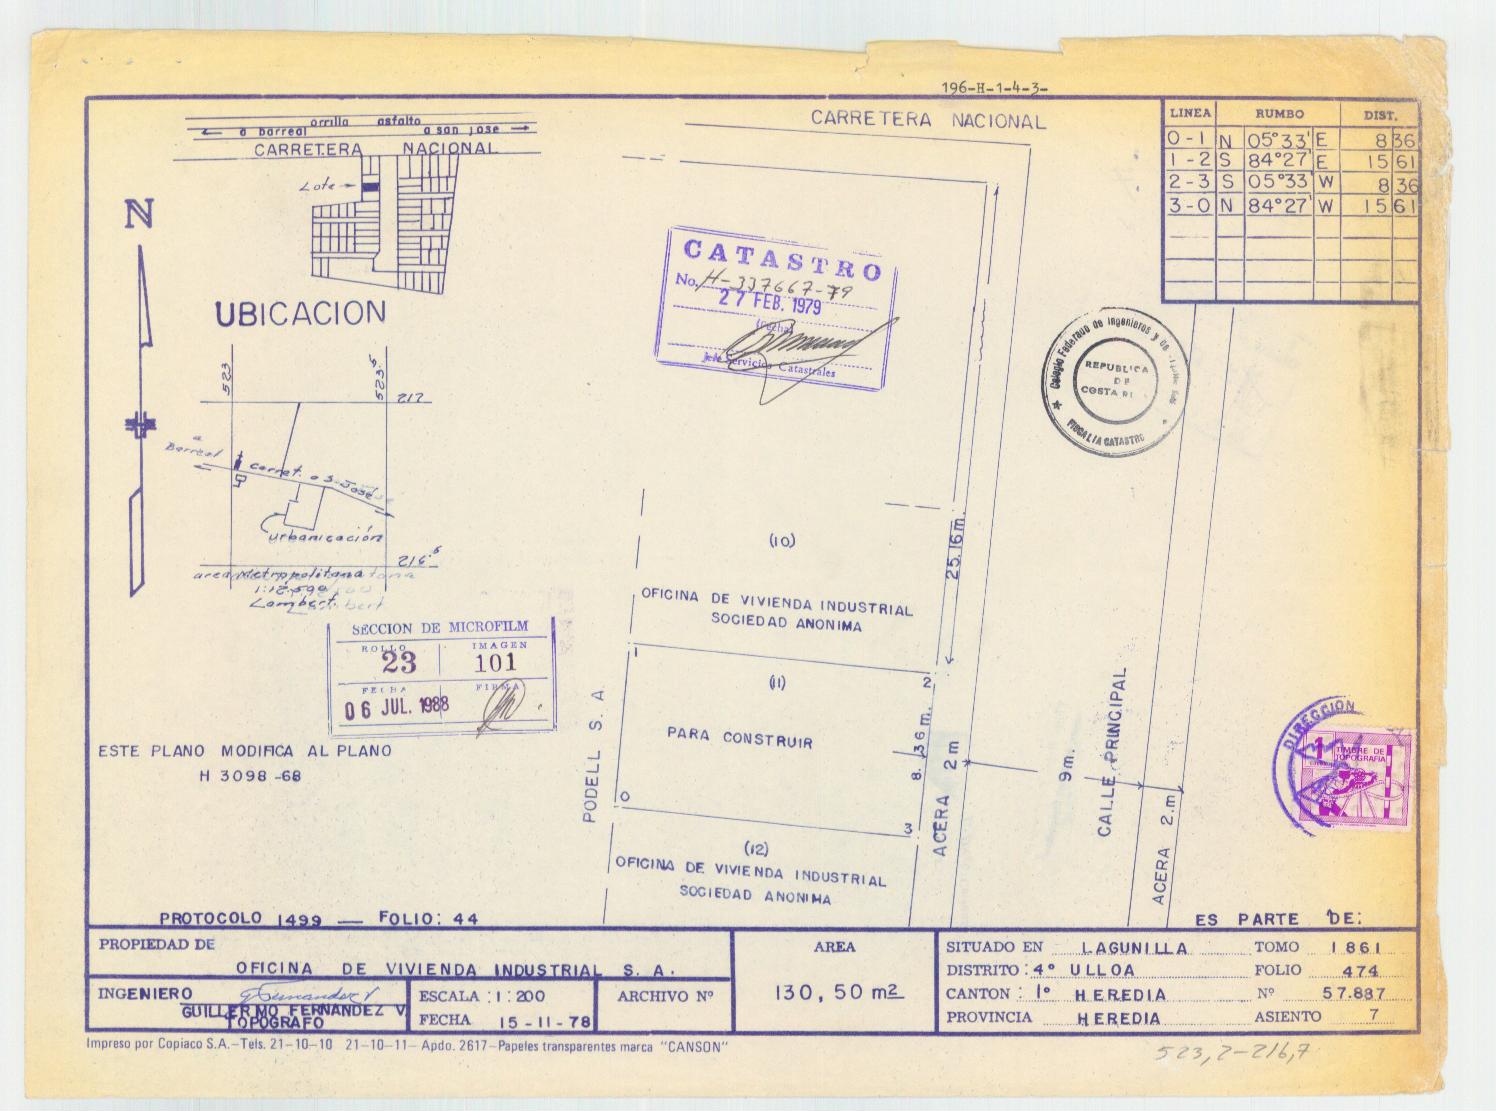 196-H-1-4-3-
CARRETERA NACIONAL
orrilla asfalto
a barreal a san jose
CARRETERA NACIONAL
Lote
N
UBICACION
523
523.5
217
a Barreal
carret. a S. José
urbanización
216.5
area Metropolitana
Lambert
CATASTRO
No. H-337667-79
27 FEB. 1979
(Fecha)
Jefe Servicios Catastrales
LINEA RUMBO DIST.
0-1 N 05°33' E 8 36
1-2 S 84°27' E 15 61
2-3 S 05°33' W 8 36
3-0 N 84°27' W 15 61
Colegio Federado de Ingenieros y de
REPUBLICA
DE
COSTA RI
FISCALIA CATASTRO
25.16 m.
(10)
OFICINA DE VIVIENDA INDUSTRIAL
SOCIEDAD ANONIMA
SECCION DE MICROFILM
ROLLO IMAGEN
23 101
FECHA FIRMA
06 JUL. 1988
ESTE PLANO MODIFICA AL PLANO
H 3098-68
PODELL S. A.
1
2
(11)
PARA CONSTRUIR
0
3
8.36 m.
ACERA 2 m
9 m.
CALLE PRINCIPAL
ACERA 2.m
(12)
OFICINA DE VIVIENDA INDUSTRIAL
SOCIEDAD ANONIMA
DIRECCION
1 TIMBRE DE
TOPOGRAFIA
PROTOCOLO 1499 — FOLIO: 44
ES PARTE DE:
PROPIEDAD DE
OFICINA DE VIVIENDA INDUSTRIAL S. A.
INGENIERO
GUILLERMO FERNANDEZ V.
TOPOGRAFO
ESCALA : 1 : 200
FECHA 15-11-78
ARCHIVO Nº
AREA
130,50 m2
SITUADO EN LAGUNILLA TOMO 1861
DISTRITO: 4º ULLOA FOLIO 474
CANTON : 1º HEREDIA Nº 57.887
PROVINCIA HEREDIA ASIENTO 7
Impreso por Copiaco S.A.-Tels. 21-10-10 21-10-11-Apdo. 2617-Papeles transparentes marca "CANSON"
523,2-216,7